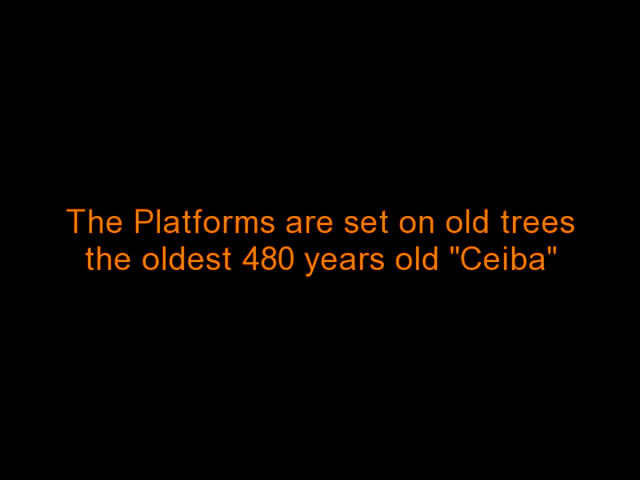 The Platforms are set on old trees
the oldest 480 years old "Ceiba"